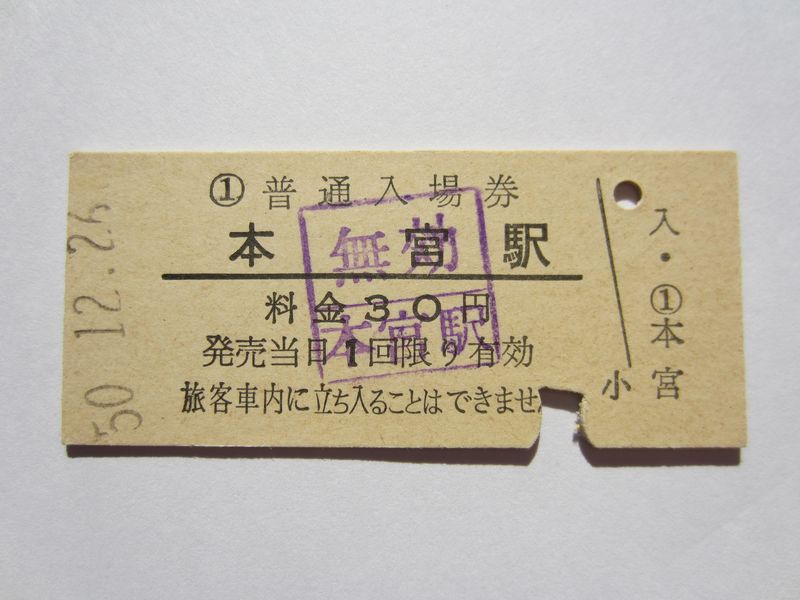 ①普通入場券
本宮駅
料金30円
発売当日1回限り有効
旅客車内に立ち入ることはできません
50.12.26
無効
本宮駅
入・①本宮
小